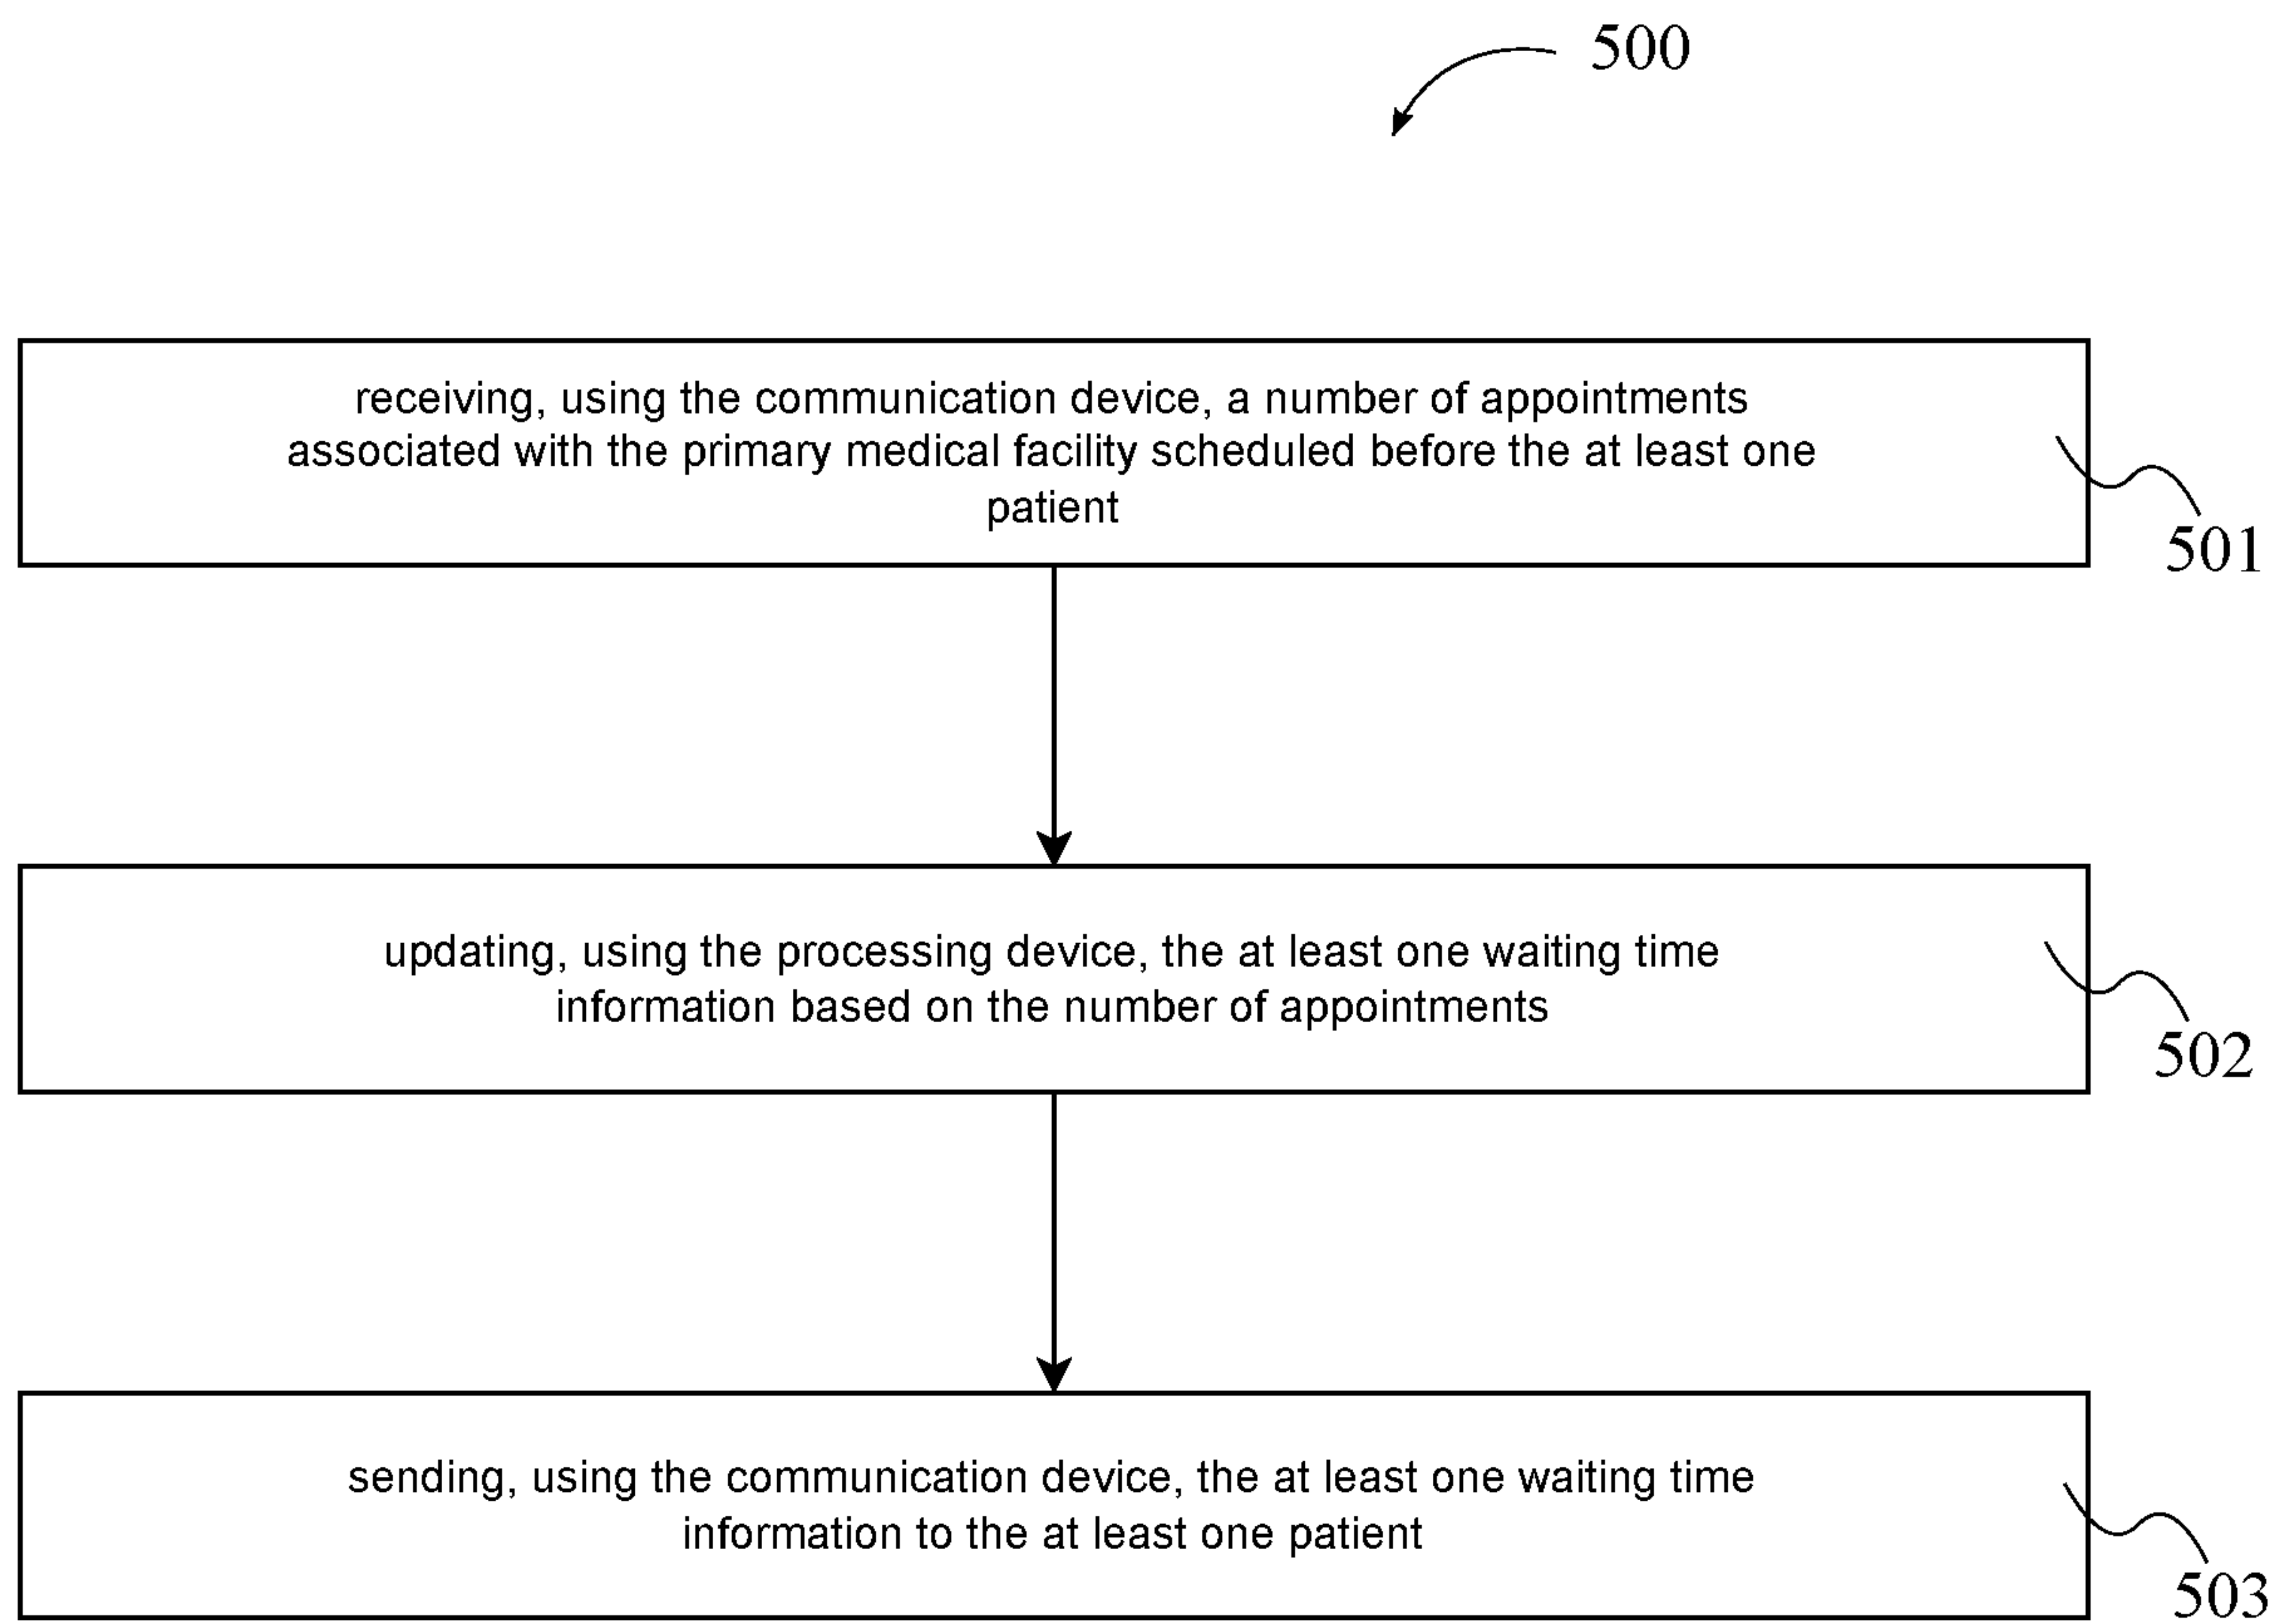 500
receiving, using the communication device, a number of appointments
associated with the primary medical facility scheduled before the at least one
patient
501
updating, using the processing device, the at least one waiting time
information based on the number of appointments
502
sending, using the communication device, the at least one waiting time
information to the at least one patient
503